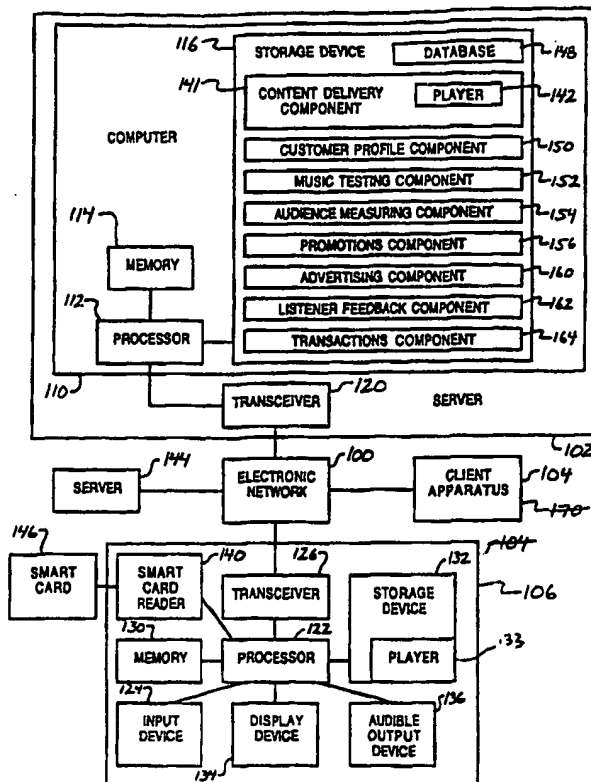 116
STORAGE DEVICE
DATABASE
148
141
CONTENT DELIVERY
COMPONENT
PLAYER
142
COMPUTER
CUSTOMER PROFILE COMPONENT
150
MUSIC TESTING COMPONENT
152
114
AUDIENCE MEASURING COMPONENT
154
MEMORY
PROMOTIONS COMPONENT
156
112
ADVERTISING COMPONENT
160
PROCESSOR
LISTENER FEEDBACK COMPONENT
162
TRANSACTIONS COMPONENT
164
110
TRANSCEIVER
120
SERVER
102
144
100
SERVER
ELECTRONIC
NETWORK
CLIENT
APPARATUS
104
170
146
140
126
132
104
SMART
CARD
SMART
CARD
READER
TRANSCEIVER
STORAGE
DEVICE
106
130
122
MEMORY
PROCESSOR
PLAYER
133
124
136
INPUT
DEVICE
DISPLAY
DEVICE
AUDIBLE
OUTPUT
DEVICE
134